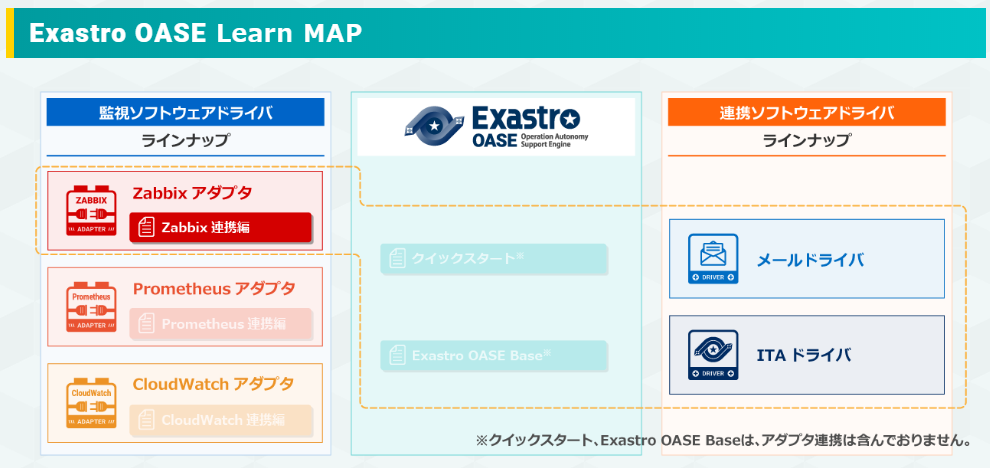 Exastro OASE Learn MAP
監視ソフトウェアドライバ
ラインナップ
ZABBIX
ADAPTER
Zabbix アダプタ
Zabbix 連携編
Prometheus
ADAPTER
Prometheus アダプタ
Prometheus 連携編
CloudWatch
ADAPTER
CloudWatch アダプタ
CloudWatch 連携編
Exastro
OASE Operation Autonomy
Support Engine
クイックスタート※
Exastro OASE Base※
連携ソフトウェアドライバ
ラインナップ
DRIVER
メールドライバ
DRIVER
ITA ドライバ
※クイックスタート、Exastro OASE Baseは、アダプタ連携は含んでおりません。